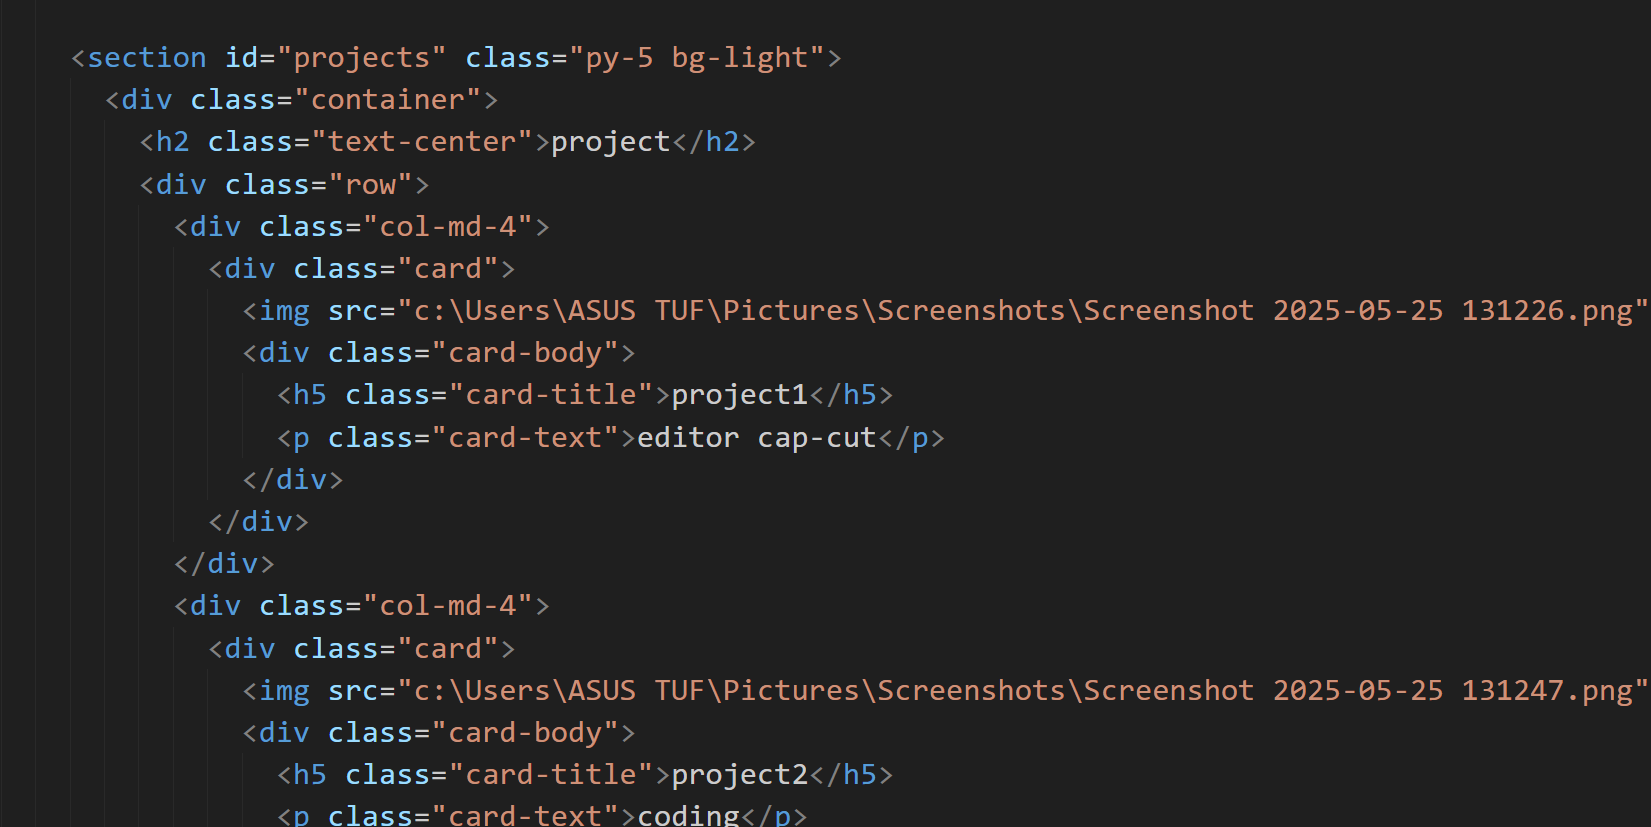 <section id="projects" class="py-5 bg-light">
<div class="container">
<h2 class="text-center">project</h2>
<div class="row">
<div class="col-md-4">
<div class="card">
<img src="c:\Users\ASUS TUF\Pictures\Screenshots\Screenshot 2025-05-25 131226.png"
<div class="card-body">
<h5 class="card-title">project1</h5>
<p class="card-text">editor cap-cut</p>
</div>
</div>
</div>
<div class="col-md-4">
<div class="card">
<img src="c:\Users\ASUS TUF\Pictures\Screenshots\Screenshot 2025-05-25 131247.png"
<div class="card-body">
<h5 class="card-title">project2</h5>
<p class="card-text">coding</p>